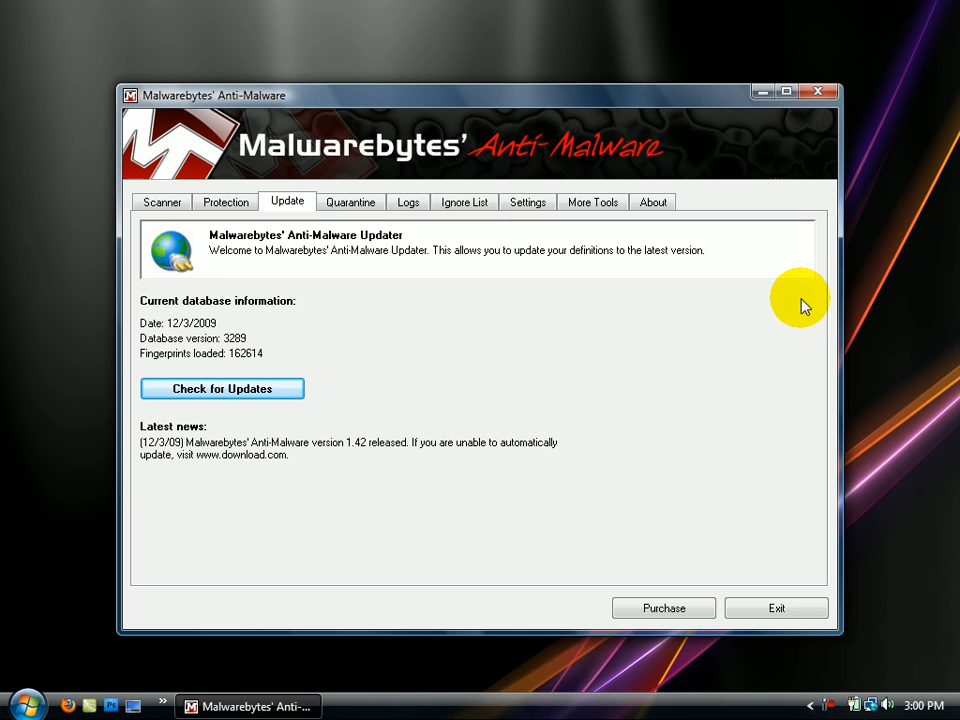 Malwarebytes' Anti-Malware
Malwarebytes' Anti-Malware
Scanner Protection Update Quarantine Logs Ignore List Settings More Tools About
Malwarebytes' Anti-Malware Updater
Welcome to Malwarebytes' Anti-Malware Updater. This allows you to update your definitions to the latest version.
Current database information:
Date: 12/3/2009
Database version: 3289
Fingerprints loaded: 162614
Check for Updates
Latest news:
(12/3/09) Malwarebytes' Anti-Malware version 1.42 released. If you are unable to automatically
update, visit www.download.com.
Purchase Exit
Ps Malwarebytes' Anti-... 3:00 PM